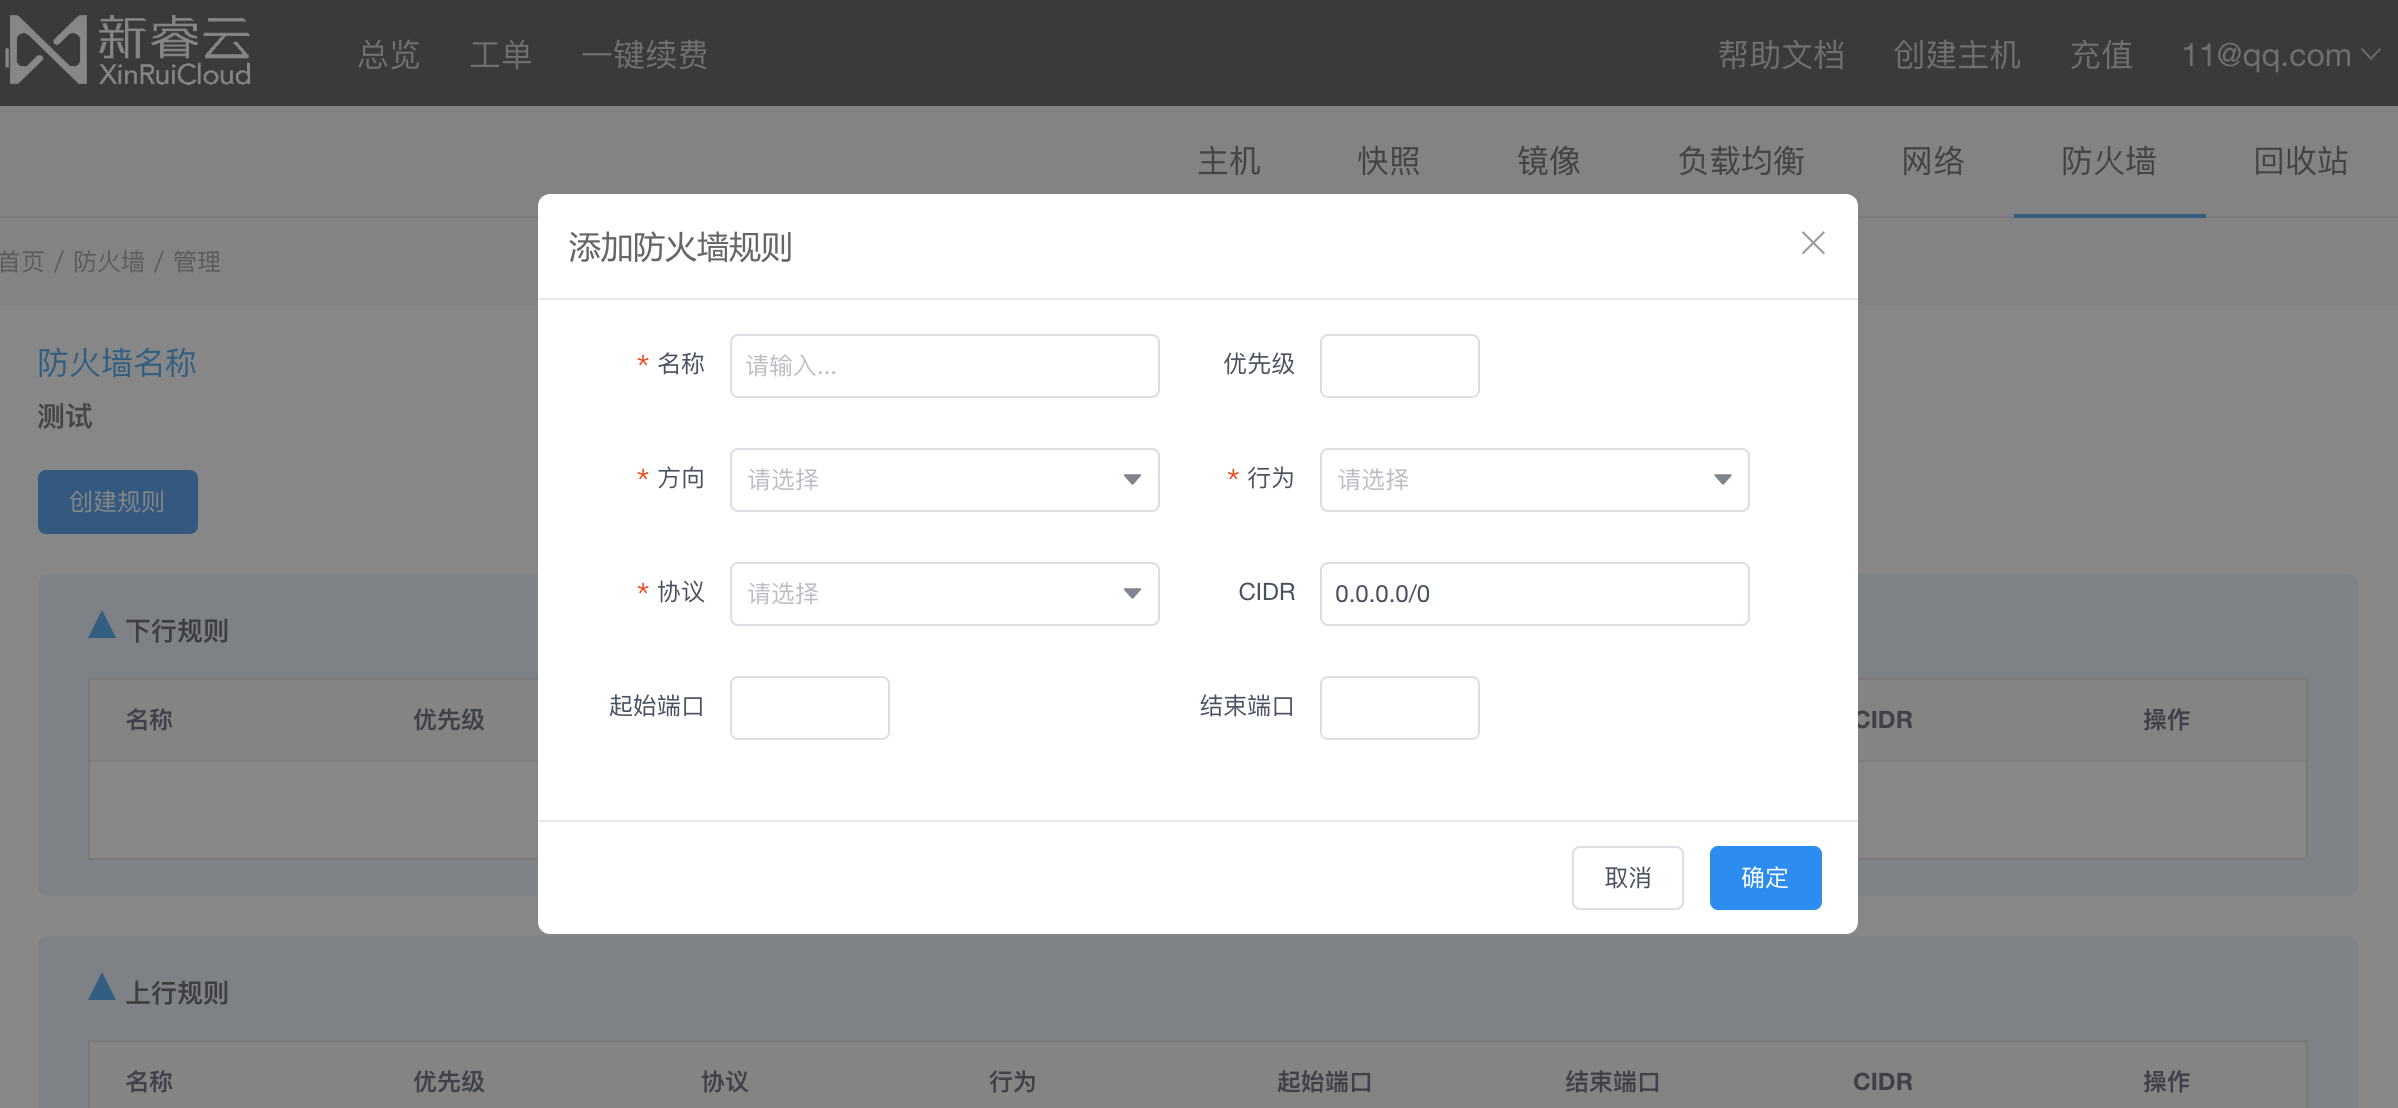 新睿云
XinRuiCloud
总览 工单 一键续费 帮助文档 创建主机 充值 11@qq.com
主机 快照 镜像 负载均衡 网络 防火墙 回收站
首页 / 防火墙 / 管理
防火墙名称
测试
创建规则
下行规则
名称 优先级 CIDR 操作
添加防火墙规则
* 名称 请输入... 优先级
* 方向 请选择 * 行为 请选择
* 协议 请选择 CIDR 0.0.0.0/0
起始端口 结束端口
取消 确定
上行规则
名称 优先级 协议 行为 起始端口 结束端口 CIDR 操作